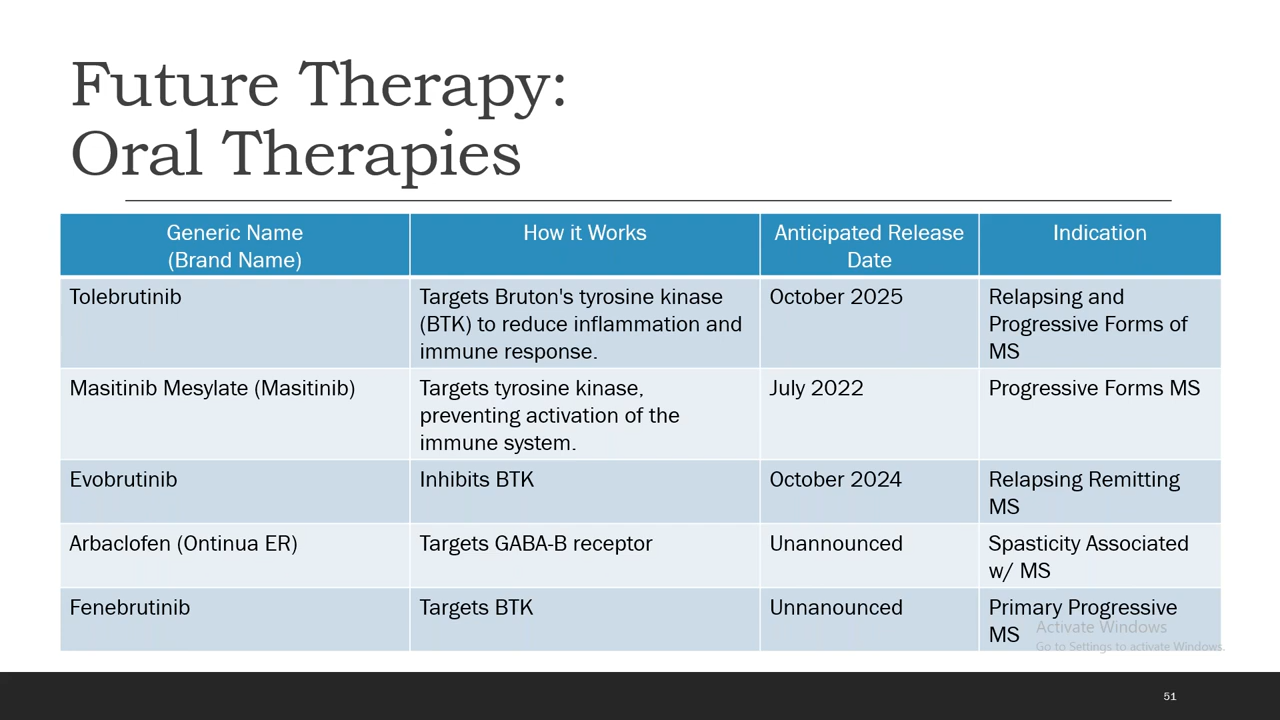 Future Therapy:
Oral Therapies
Generic Name
(Brand Name)
How it Works
Anticipated Release
Date
Indication
Tolebrutinib
Targets Bruton's tyrosine kinase
(BTK) to reduce inflammation and
immune response.
October 2025
Relapsing and
Progressive Forms of
MS
Masitinib Mesylate (Masitinib)
Targets tyrosine kinase,
preventing activation of the
immune system.
July 2022
Progressive Forms MS
Evobrutinib
Inhibits BTK
October 2024
Relapsing Remitting
MS
Arbaclofen (Ontinua ER)
Targets GABA-B receptor
Unannounced
Spasticity Associated
w/ MS
Fenebrutinib
Targets BTK
Unnanounced
Primary Progressive
MS
Activate Windows
Go to Settings to activate Windows.
51